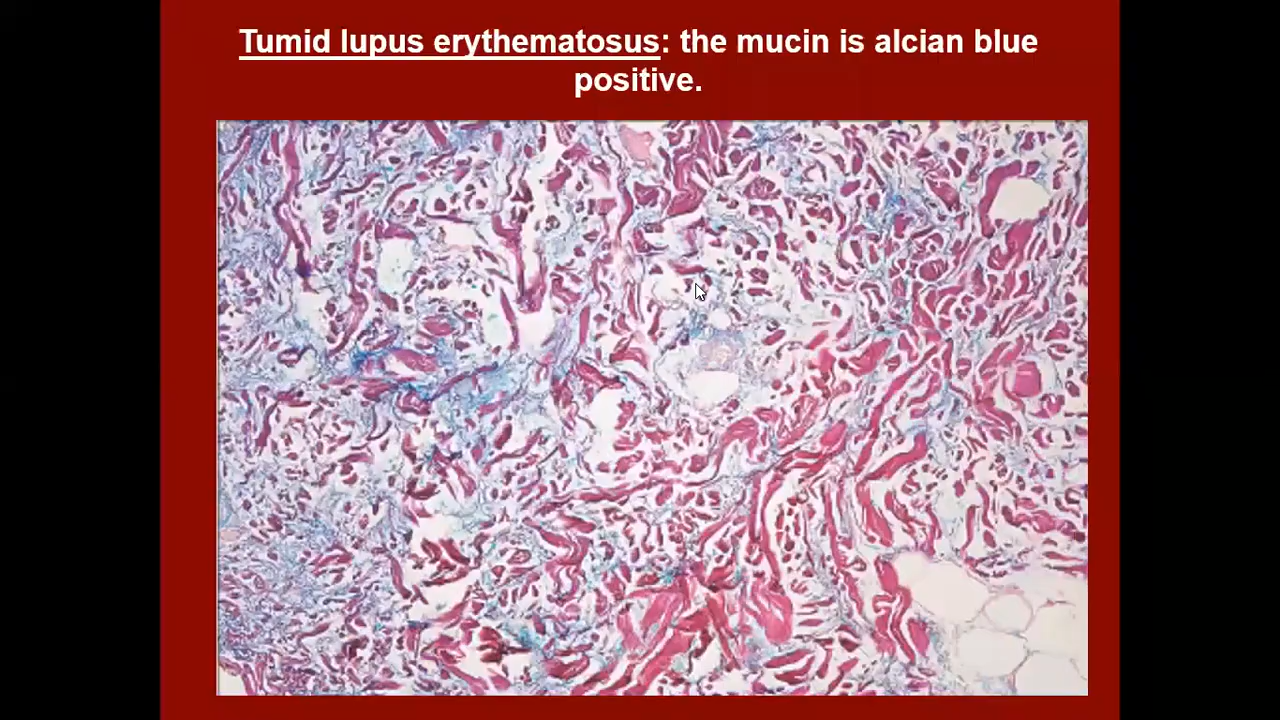 Tumid lupus erythematosus: the mucin is alcian blue
positive.